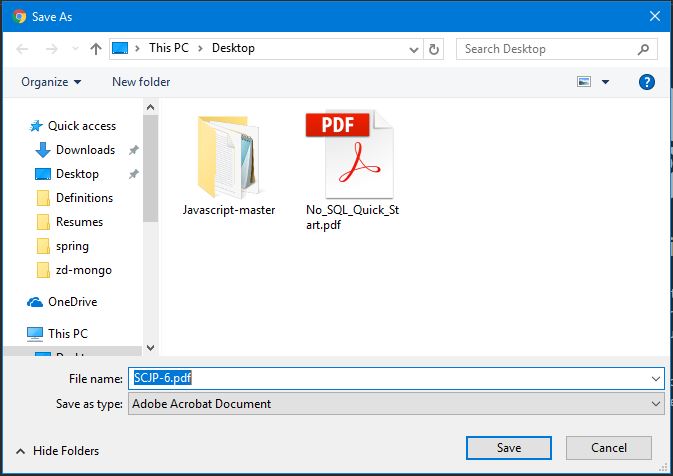 Save As
This PC
Desktop
Search Desktop
Organize
New folder
?
Quick access
Downloads
Desktop
Definitions
Resumes
spring
zd-mongo
OneDrive
This PC
PDF
Javascript-master
No_SQL_Quick_St
art.pdf
File name:
SCJP-6.pdf
Save as type:
Adobe Acrobat Document
Hide Folders
Save
Cancel